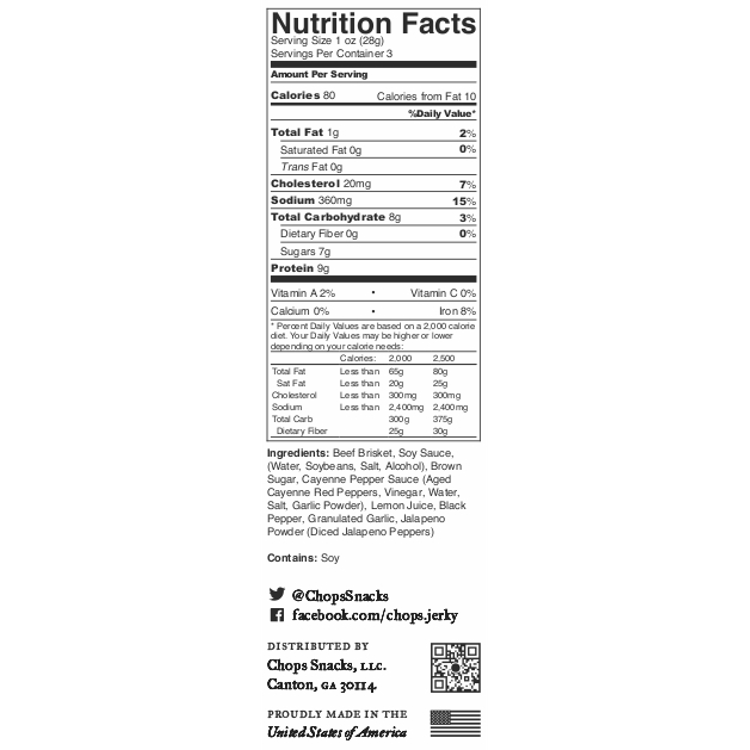 Nutrition Facts
Serving Size 1 oz (28g)
Servings Per Container 3
Amount Per Serving
Calories 80 Calories from Fat 10
%Daily Value*
Total Fat 1g 2%
Saturated Fat 0g 0%
Trans Fat 0g
Cholesterol 20mg 7%
Sodium 360mg 15%
Total Carbohydrate 8g 3%
Dietary Fiber 0g 0%
Sugars 7g
Protein 9g
Vitamin A 2% • Vitamin C 0%
Calcium 0% • Iron 8%
* Percent Daily Values are based on a 2,000 calorie
diet. Your Daily Values may be higher or lower
depending on your calorie needs:
Calories: 2,000 2,500
Total Fat Less than 65g 80g
Sat Fat Less than 20g 25g
Cholesterol Less than 300mg 300mg
Sodium Less than 2,400mg 2,400mg
Total Carb 300g 375g
Dietary Fiber 25g 30g
Ingredients: Beef Brisket, Soy Sauce,
(Water, Soybeans, Salt, Alcohol), Brown
Sugar, Cayenne Pepper Sauce (Aged
Cayenne Red Peppers, Vinegar, Water,
Salt, Garlic Powder), Lemon Juice, Black
Pepper, Granulated Garlic, Jalapeno
Powder (Diced Jalapeno Peppers)
Contains: Soy
@ChopsSnacks
facebook.com/chops.jerky
DISTRIBUTED BY
Chops Snacks, LLC.
Canton, GA 30114
PROUDLY MADE IN THE
United States of America